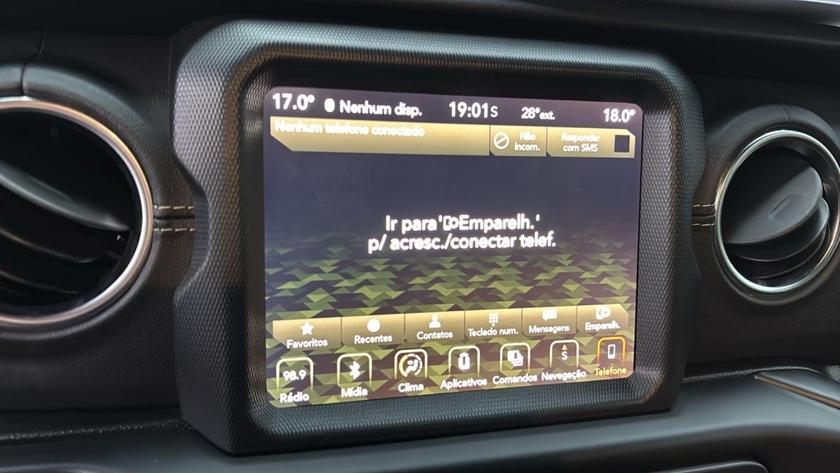 17.0° Nenhum disp. 19:01 S 28°ext. 18.0°
Nenhum telefone conectado
Não
incom.
Responder
com SMS
Ir para 'Emparelh.'
p/ acresc./conectar telef.
Favoritos Recentes Contatos Teclado num. Mensagens Emparelh.
98.9 S
Rádio Mídia Clima Aplicativos Comandos Navegação Telefone